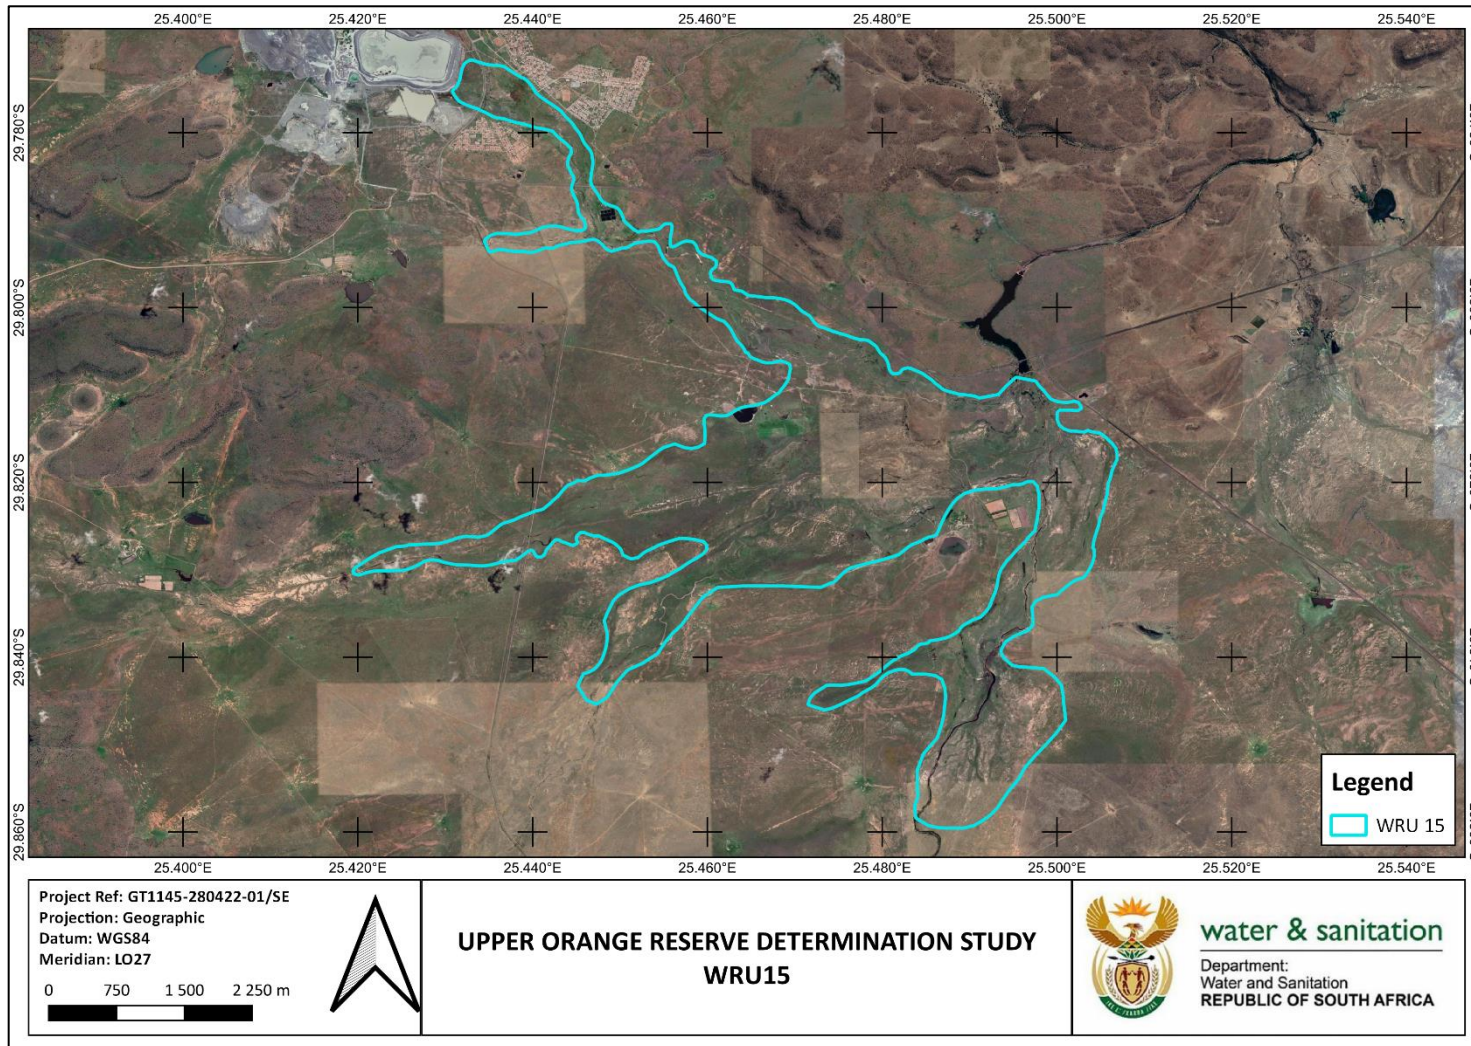 25.400°E 25.420°E 25.440°E 25.460°E 25.480°E 25.500°E 25.520°E 25.540°E
29.780°S
29.800°S
29.820°S
29.840°S
29.860°S
Legend
WRU 15
25.400°E 25.420°E 25.440°E 25.460°E 25.480°E 25.500°E 25.520°E 25.540°E
Project Ref: GT1145-280422-01/SE
Projection: Geographic
Datum: WGS84
Meridian: LO27
0 750 1 500 2 250 m
UPPER ORANGE RESERVE DETERMINATION STUDY
WRU15
water & sanitation
Department:
Water and Sanitation
REPUBLIC OF SOUTH AFRICA